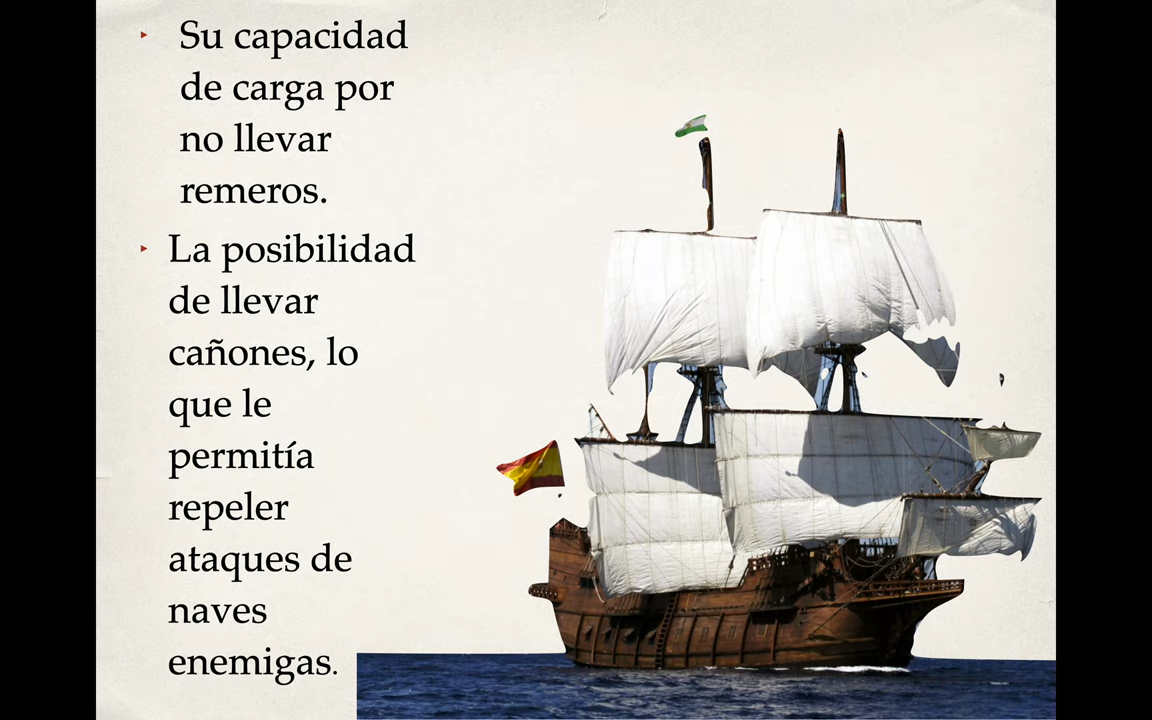 Su capacidad
de carga por
no llevar
remeros.
La posibilidad
de llevar
cañones, lo
que le
permitía
repeler
ataques de
naves
enemigas.